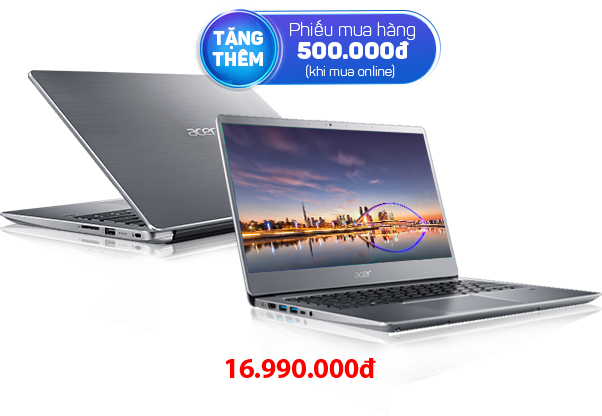 TẶNG
THÊM
Phiếu mua hàng
500.000đ
(khi mua online)
acer
acer
16.990.000đ